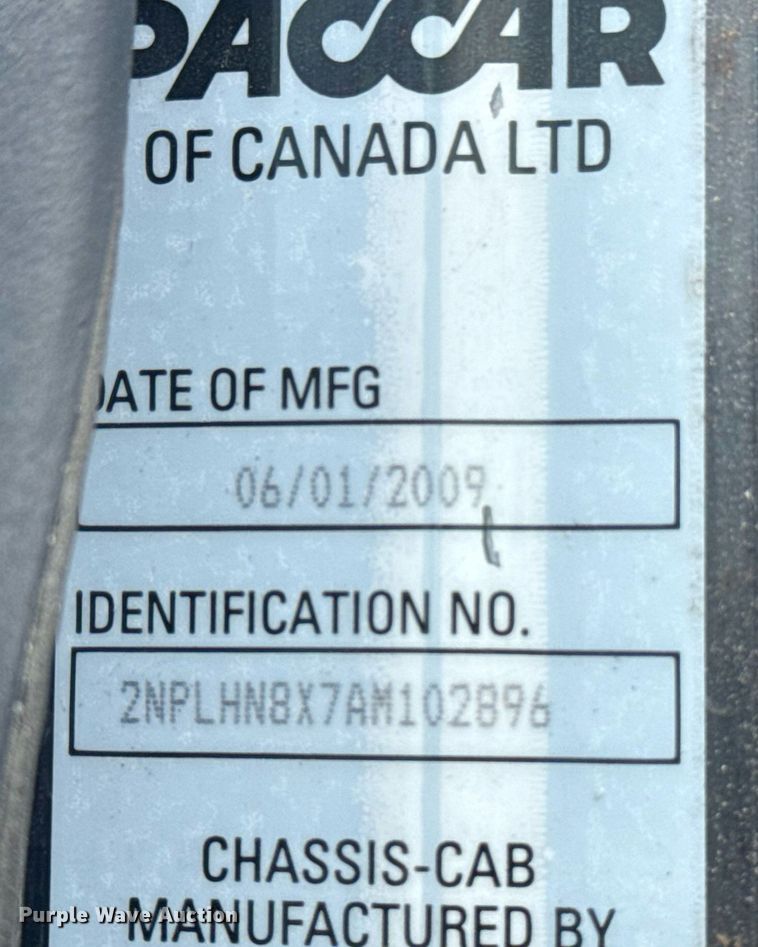 PACCAR
OF CANADA LTD
DATE OF MFG
06/01/2009
IDENTIFICATION NO.
2NPLHN8X7AM102896
CHASSIS-CAB
MANUFACTURED BY
Purple Wave Auction